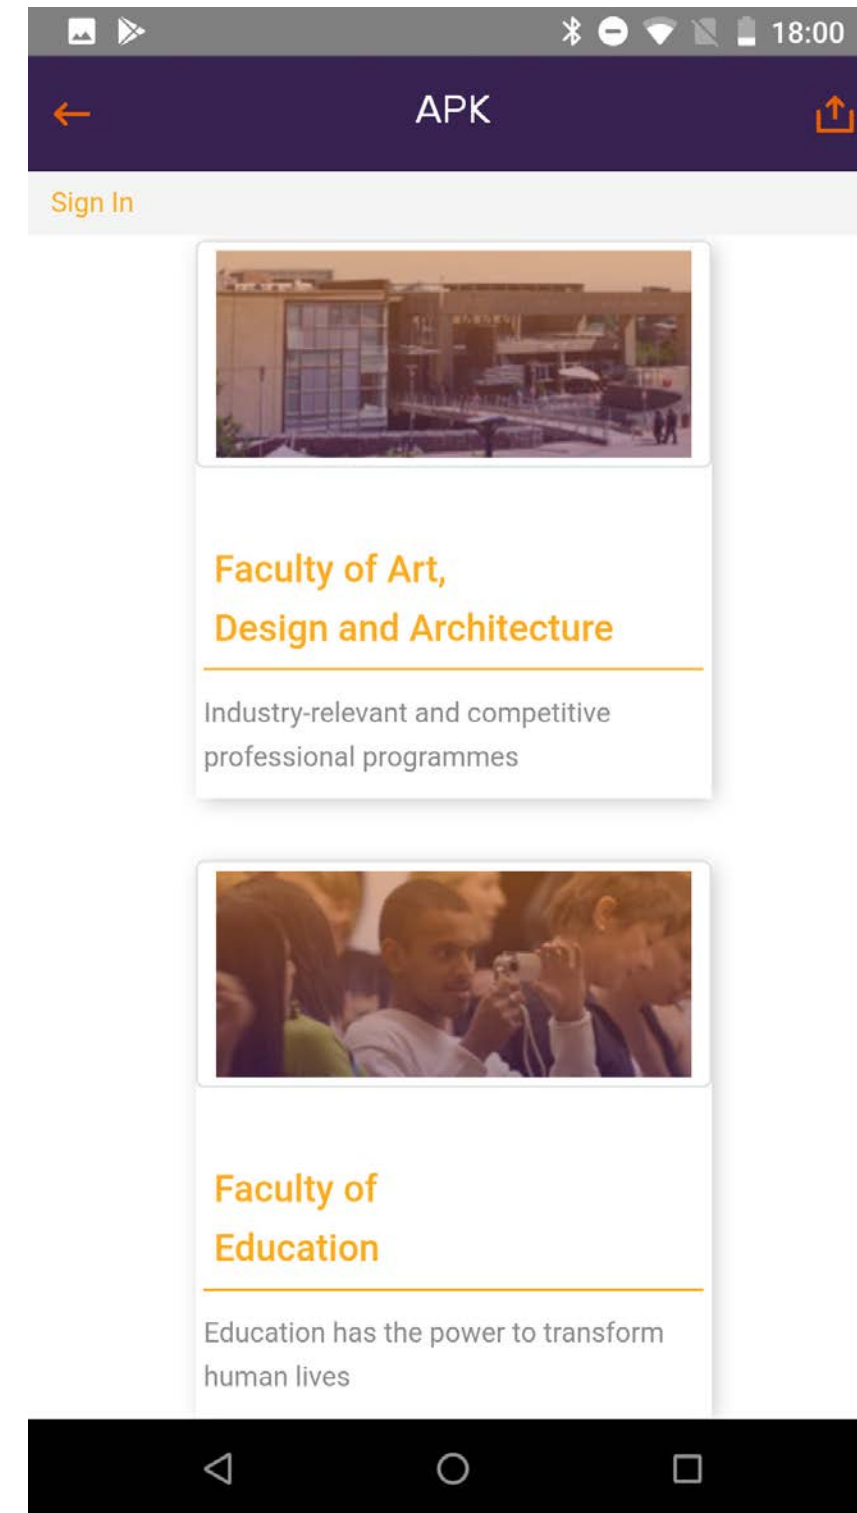 18:00
APK
Sign In
Faculty of Art,
Design and Architecture
Industry-relevant and competitive
professional programmes
Faculty of
Education
Education has the power to transform
human lives